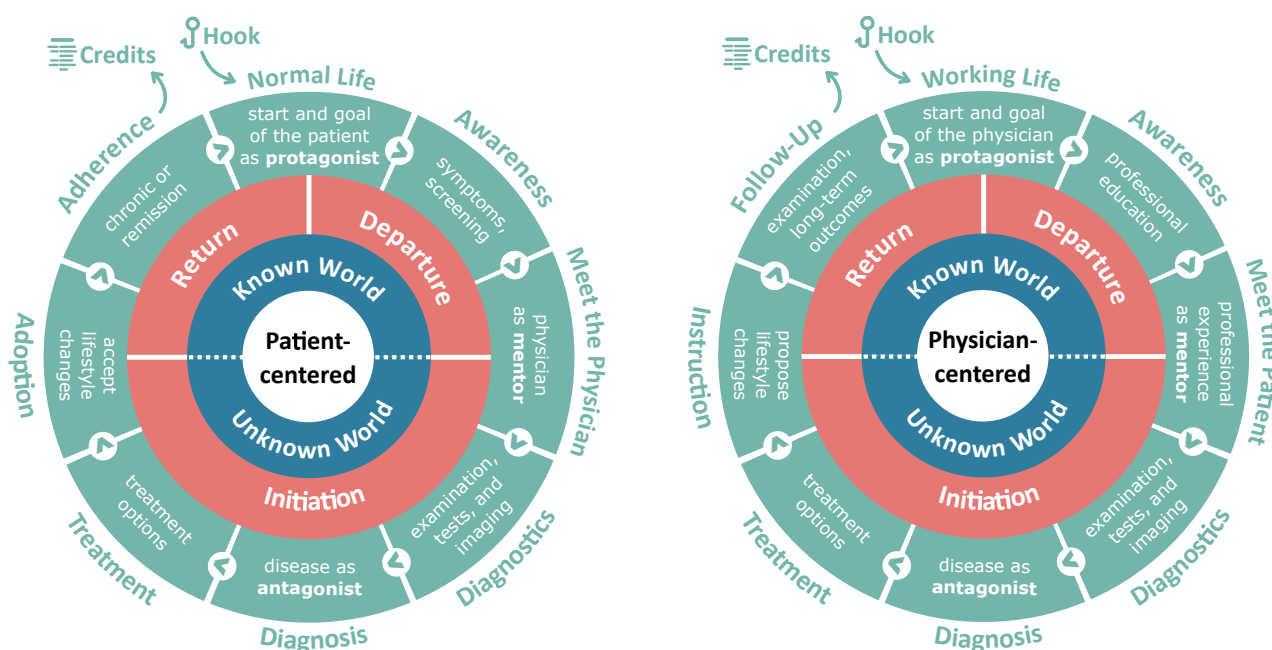 Credits
Hook
Normal Life
start and goal
of the patient
as protagonist
Awareness
symptoms,
screening
Meet the Physician
physician
as mentor
Diagnostics
examination,
tests, and
imaging
Diagnosis
disease as
antagonist
Treatment
treatment
options
Adoption
accept
lifestyle
changes
Adherence
chronic or
remission
Return
Departure
Initiation
Known World
Unknown World
Patient-
centered
Credits
Hook
Working Life
start and goal
of the physician
as protagonist
Awareness
professional
education
Meet the Patient
professional
experience
as mentor
Diagnostics
examination,
tests, and
imaging
Diagnosis
disease as
antagonist
Treatment
treatment
options
Instruction
propose
lifestyle
changes
Follow-Up
examination,
long-term
outcomes
Return
Departure
Initiation
Known World
Unknown World
Physician-
centered